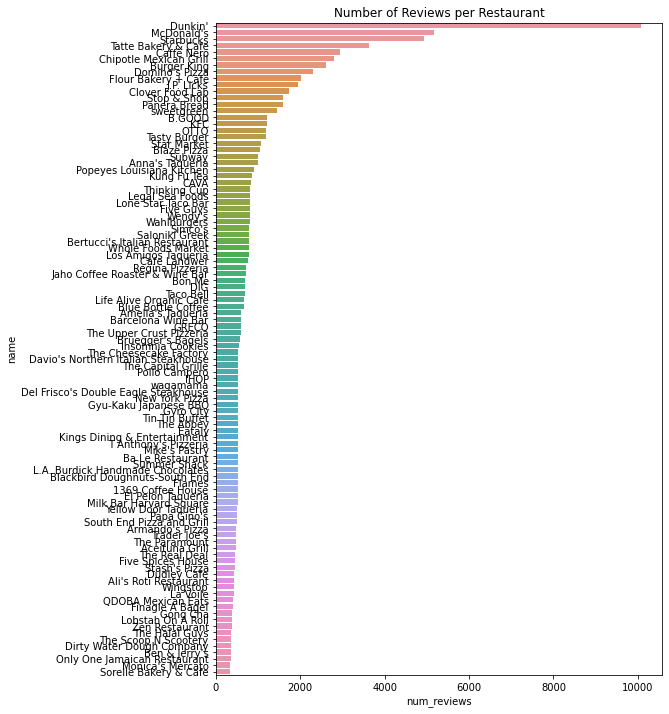 Number of Reviews per Restaurant
Dunkin'
McDonald's
Starbucks
Tatte Bakery & Cafe
Caffè Nero
Chipotle Mexican Grill
Burger King
Domino's Pizza
Flour Bakery + Cafe
J.P. Licks
Clover Food Lab
Stop & Shop
Panera Bread
sweetgreen
B.GOOD
KFC
OTTO
Tasty Burger
Star Market
Blaze Pizza
Subway
Anna's Taqueria
Popeyes Louisiana Kitchen
Kung Fu Tea
CAVA
Thinking Cup
Legal Sea Foods
Lone Star Taco Bar
Five Guys
Wendy's
Wahlburgers
Simco's
Saloniki Greek
Bertucci's Italian Restaurant
Whole Foods Market
Los Amigos Taqueria
Cafe Landwer
Regina Pizzeria
Jaho Coffee Roaster & Wine Bar
Bon Me
DIG
Taco Bell
Life Alive Organic Cafe
Blue Bottle Coffee
Amelia's Taqueria
Barcelona Wine Bar
GRECO
The Upper Crust Pizzeria
Bruegger's Bagels
Insomnia Cookies
The Cheesecake Factory
Davio's Northern Italian Steakhouse
The Capital Grille
Pollo Campero
IHOP
wagamama
Del Frisco's Double Eagle Steakhouse
New York Pizza
Gyu-Kaku Japanese BBQ
Gyro City
Tin Tin Buffet
The Abbey
Eataly
Kings Dining & Entertainment
T Anthony's Pizzeria
Mike's Pastry
Ba Le Restaurant
Summer Shack
L.A. Burdick Handmade Chocolates
Blackbird Doughnuts-South End
Flames
1369 Coffee House
El Pelon Taqueria
Milk Bar Harvard Square
Yellow Door Taqueria
Papa Gino's
South End Pizza and Grill
Armando's Pizza
Trader Joe's
The Paramount
Aceituna Grill
The Real Deal
Five Spices House
Stash's Pizza
Dudley Cafe
Ali's Roti Restaurant
Wingstop
La Voile
QDOBA Mexican Eats
Finagle A Bagel
Gong Cha
Lobstah On A Roll
Zen Restaurant
The Halal Guys
The Scoop N Scootery
Dirty Water Dough Company
Ben & Jerry's
Only One Jamaican Restaurant
Monica's Mercato
Sorelle Bakery & Cafe
name
0 2000 4000 6000 8000 10000
num_reviews